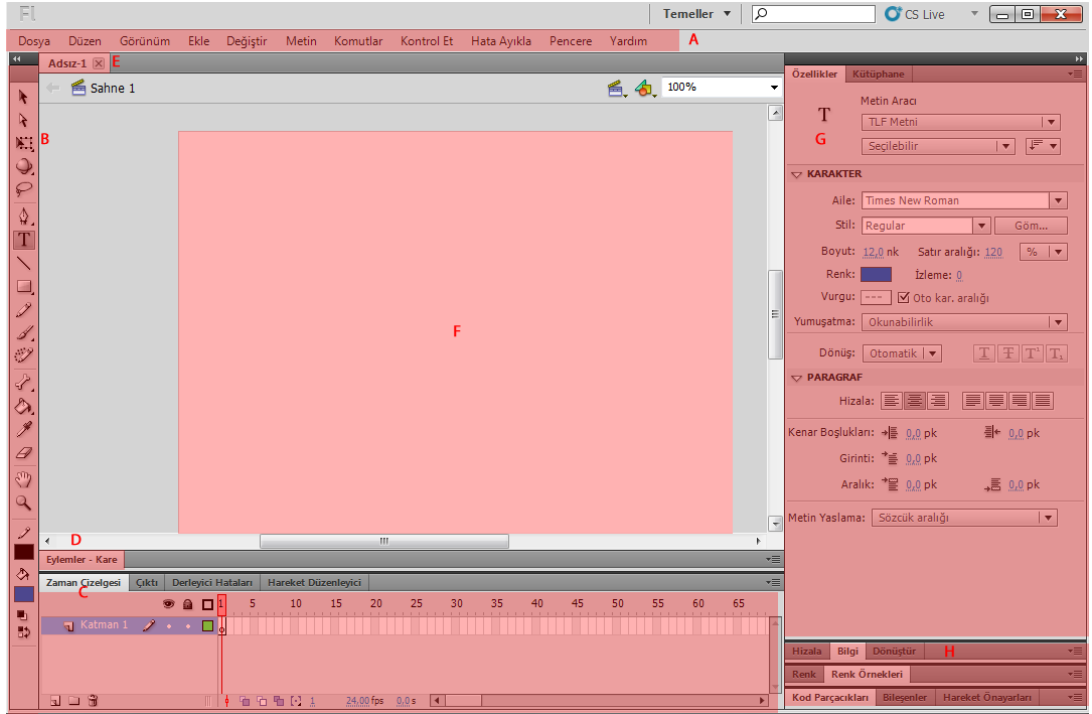 Fl Temeller CS Live
Dosya Düzen Görünüm Ekle Değiştir Metin Komutlar Kontrol Et Hata Ayıkla Pencere Yardım A
Adsız-1 E
Sahne 1 100%
B
F
D
Eylemler - Kare
Zaman Çizelgesi Çıktı Derleyici Hataları Hareket Düzenleyici
C
1 5 10 15 20 25 30 35 40 45 50 55 60 65
Katman 1
1 24,00 fps 0,0 s
Özellikler Kütüphane
Metin Aracı
T TLF Metni
G Seçilebilir
KARAKTER
Aile: Times New Roman
Stil: Regular Göm...
Boyut: 12,0 nk Satır aralığı: 120 %
Renk: İzleme: 0
Vurgu: --- Oto kar. aralığı
Yumuşatma: Okunabilirlik
Dönüş: Otomatik T T T¹ T₁
PARAGRAF
Hizala:
Kenar Boşlukları: 0,0 pk 0,0 pk
Girinti: 0,0 pk
Aralık: 0,0 pk 0,0 pk
Metin Yaslama: Sözcük aralığı
Hizala Bilgi Dönüştür H
Renk Renk Örnekleri
Kod Parçacıkları Bileşenler Hareket Önayarları